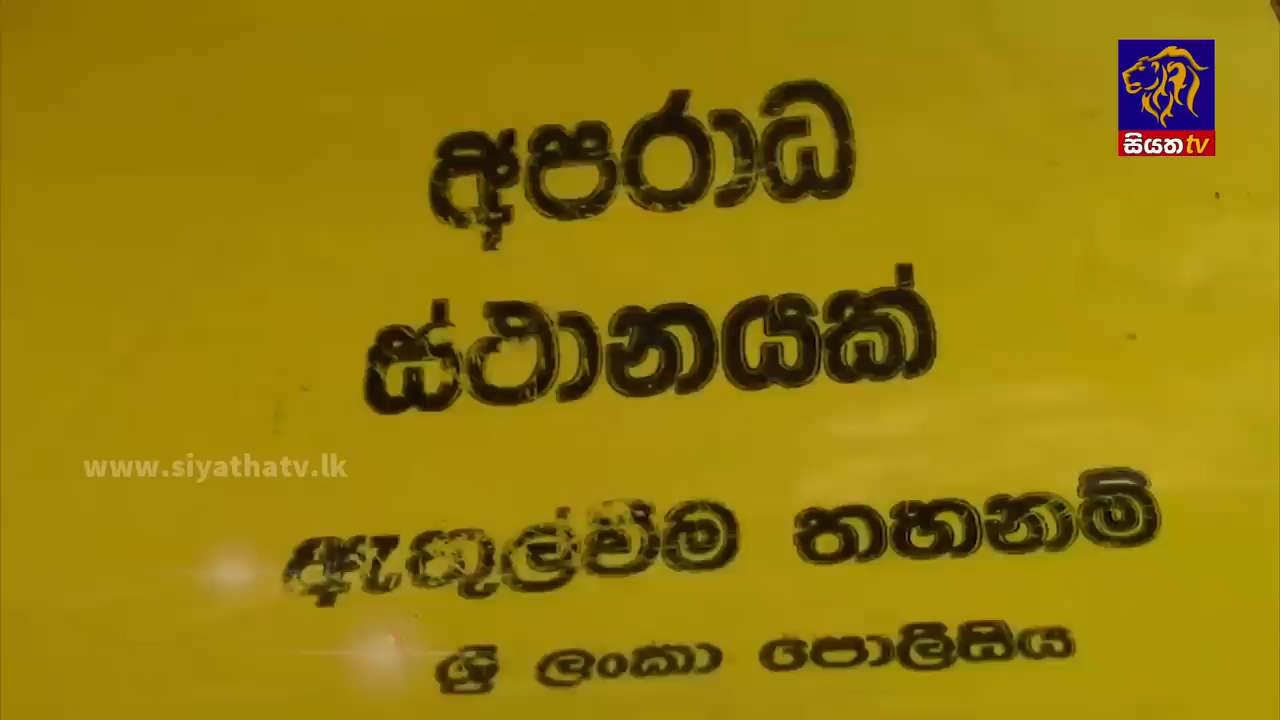 සියත tv
අපරාධ
ස්ථානයක්
www.siyathatv.lk
ඇතුල්වීම තහනම්
ශ්‍රී ලංකා පොලීසිය